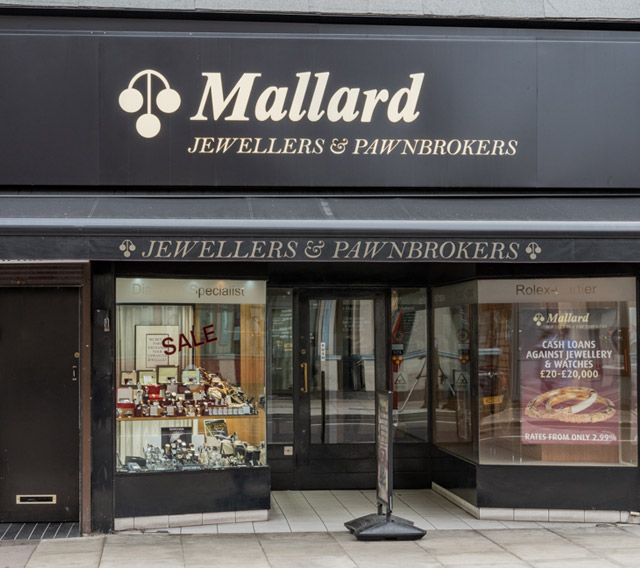 Mallard
JEWELLERS & PAWNBROKERS
JEWELLERS & PAWNBROKERS
Specialist
Rolex
SALE
Mallard
CASH LOANS
AGAINST JEWELLERY
& WATCHES
£20-£20,000
RATES FROM ONLY 2.99%